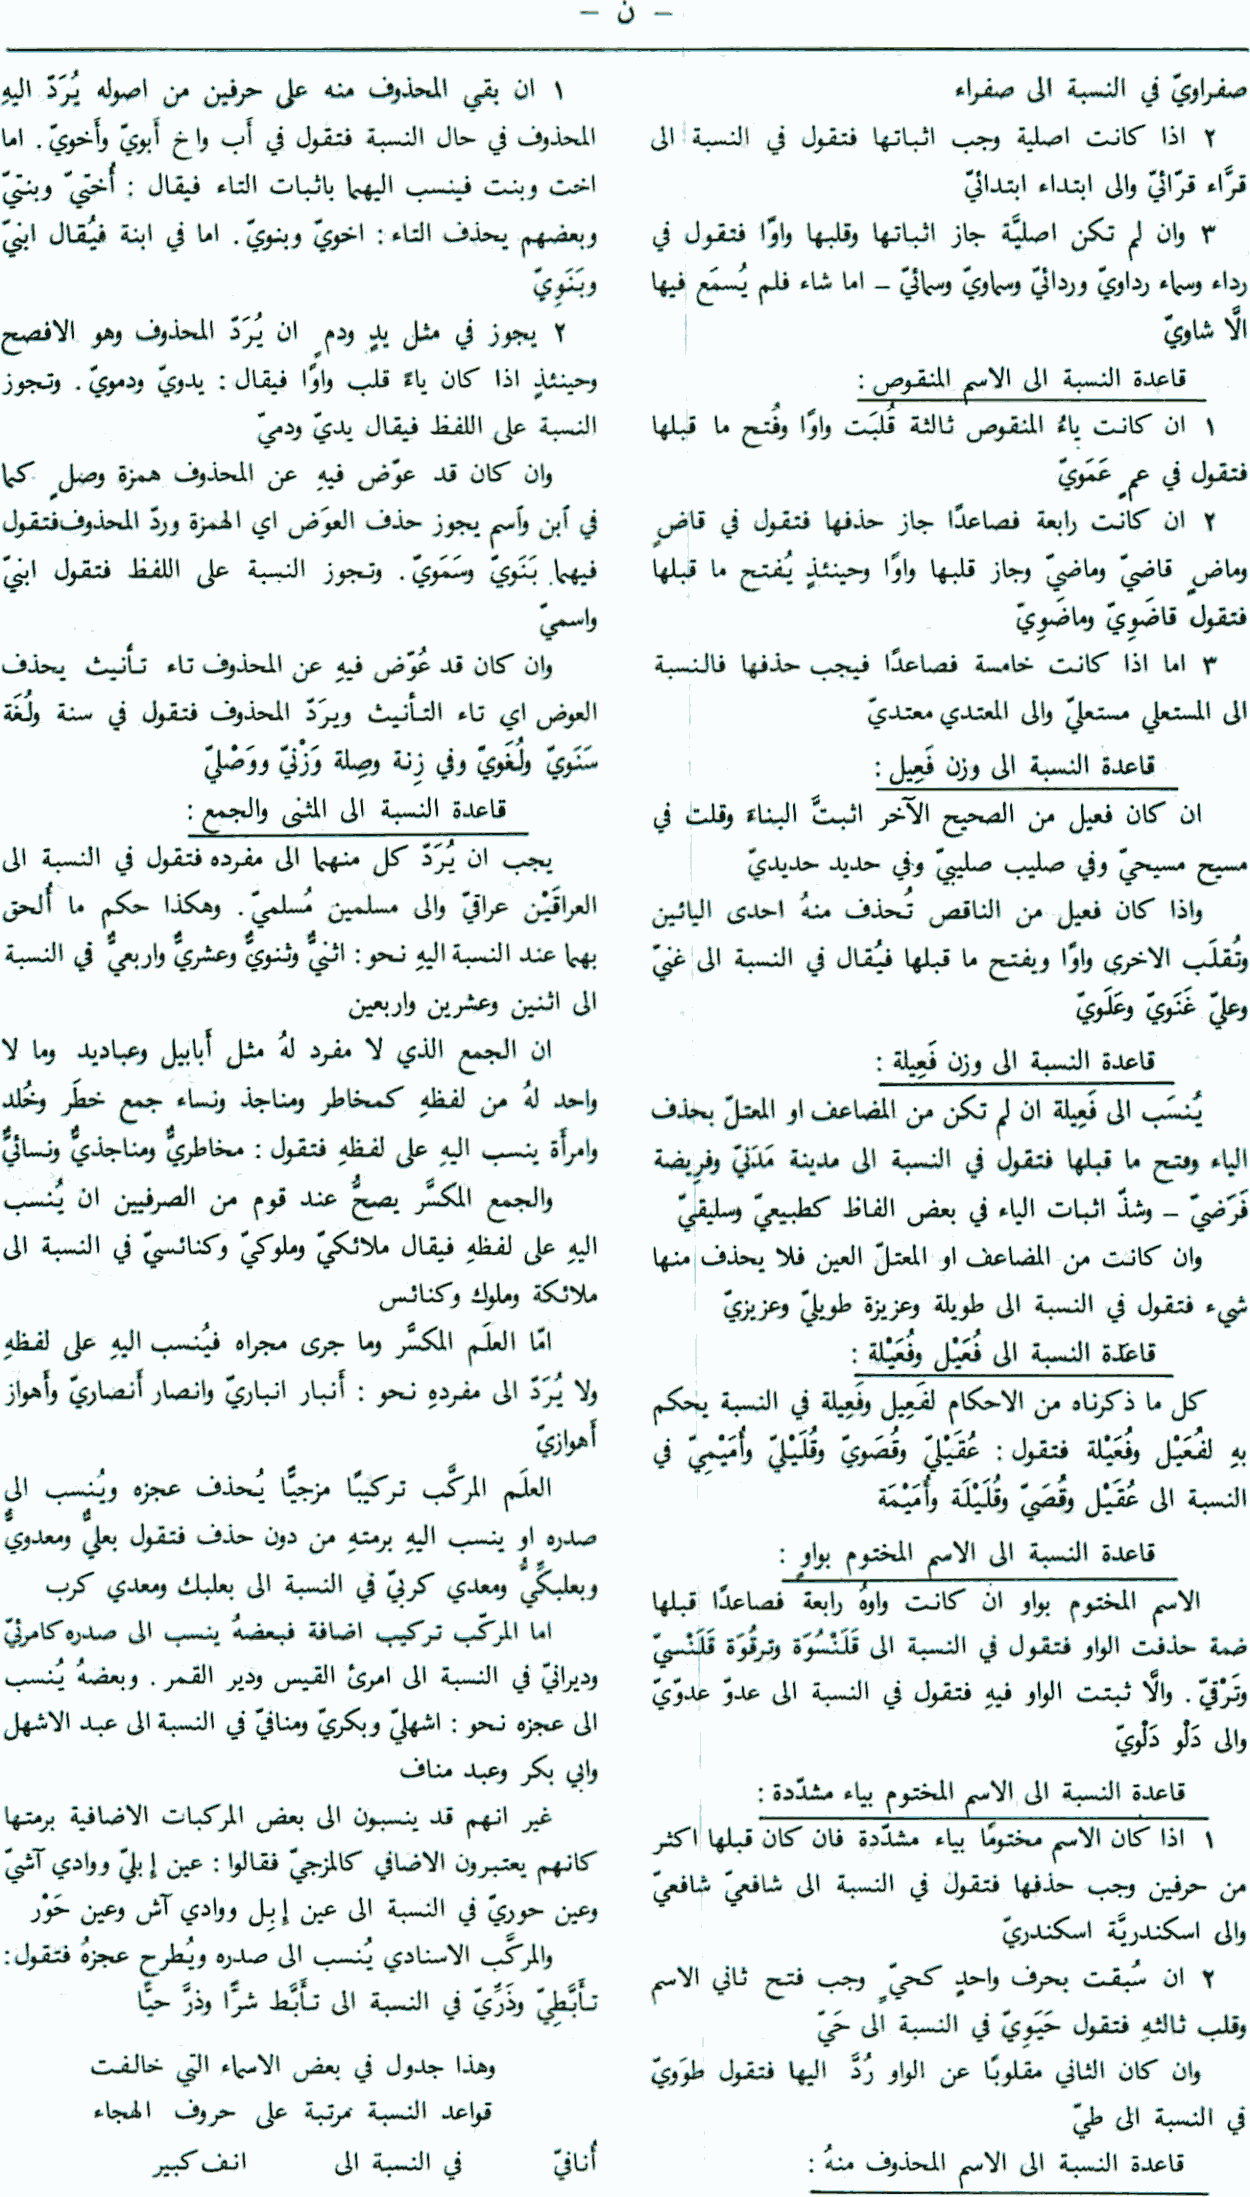 – ن –
صفراويّ في النسبة الى صفراء
٢ اذا كانت اصلية وجب اثباتها فتقول في النسبة الى
قرَّاء قرّائيّ والى ابتداء ابتدائيّ
٣ وان لم تكن اصليَّة جاز اثباتها وقلبها واوًا فتقول في
رداء وسماء رداويّ وردائيّ وسماويّ وسمائيّ – اما شاء فلم يُسمَع فيها
الَّا شاويّ
قاعدة النسبة الى الاسم المنقوص :
١ ان كانت ياءُ المنقوص ثالثة قُلبَت واوًا وفُتح ما قبلها
فتقول في عمٍ عَمَويّ
٢ ان كانت رابعة فصاعدًا جاز حذفها فتقول في قاضٍ
وماضٍ قاضيّ وماضيّ وجاز قلبها واوًا وحينئذٍ يُفتح ما قبلها
فتقول قاضَوِيّ وماضَوِيّ
٣ اما اذا كانت خامسة فصاعدًا فيجب حذفها فالنسبة
الى المستعلي مستعليّ والى المعتدي معتديّ
قاعدة النسبة الى وزن فَعِيل :
ان كان فعيل من الصحيح الآخر اثبتَّ البناءَ وقلت في
مسيح مسيحيّ وفي صليب صليبيّ وفي حديد حديديّ
واذا كان فعيل من الناقص تُحذف منهُ احدى اليائين
وتُقلَب الاخرى واوًا ويفتح ما قبلها فيُقال في النسبة الى غنيّ
وعليّ غَنَويّ وعَلَويّ
قاعدة النسبة الى وزن فَعِيلة :
يُنسَب الى فَعِيلة ان لم تكن من المضاعف او المعتلّ بحذف
الياء وفتح ما قبلها فتقول في النسبة الى مدينة مَدَنيّ وفريضة
فَرَضيّ – وشذّ اثبات الياء في بعض الفاظ كطبيعيّ وسليقيّ
وان كانت من المضاعف او المعتلّ العين فلا يحذف منها
شيء فتقول في النسبة الى طويلة وعزيزة طويليّ وعزيزيّ
قاعدة النسبة الى فُعَيْل وفُعَيْلة :
كل ما ذكرناه من الاحكام لفَعِيل وفَعِيلة في النسبة يحكم
بهِ لفُعَيْل وفُعَيْلة فتقول : عُقَيْليّ وقُصَويّ وقُلَيْليّ وأُمَيْمِيّ في
النسبة الى عُقَيْل وقُصَيّ وقُلَيْلَة وأُمَيْمَة
قاعدة النسبة الى الاسم المختوم بواوٍ :
الاسم المختوم بواو ان كانت واوهُ رابعة فصاعدًا قبلها
ضمة حذفت الواو فتقول في النسبة الى قَلَنْسُوَة وترقُوَة قَلَنْسيّ
وتَرْقيّ . والَّا ثبتت الواو فيهِ فتقول في النسبة الى عدوّ عدوّيّ
والى دَلْو دَلْويّ
قاعدة النسبة الى الاسم المختوم بياء مشدّدة :
١ اذا كان الاسم مختومًا بياء مشدّدة فان كان قبلها اكثر
من حرفين وجب حذفها فتقول في النسبة الى شافعيّ شافعيّ
والى اسكندريَّة اسكندريّ
٢ ان سُبقت بحرف واحدٍ كحيّ وجب فتح ثاني الاسم
وقلب ثالثهِ فتقول حَيَوِيّ في النسبة الى حَيّ
وان كان الثاني مقلوبًا عن الواو رُدَّ اليها فتقول طوَويّ
في النسبة الى طيّ
قاعدة النسبة الى الاسم المحذوف منهُ :
١ ان بقي المحذوف منه على حرفين من اصوله يُرَدّ اليهِ
المحذوف في حال النسبة فتقول في أَب واخ أَبويّ وأَخويّ . اما
اخت وبنت فينسب اليهما باثبات التاء فيقال : أُختيّ وبنتيّ
وبعضهم يحذف التاء : اخويّ وبنويّ . اما في ابنة فيُقال ابنيّ
وبَنَوِيّ
٢ يجوز في مثل يدٍ ودمٍ ان يُرَدّ المحذوف وهو الافصح
وحينئذٍ اذا كان ياءً قلب واوًا فيقال : يدويّ ودمويّ . وتجوز
النسبة على اللفظ فيقال يديّ ودميّ
وان كان قد عوّض فيهِ عن المحذوف همزة وصلٍ كما
في ٱبن وٱسم يجوز حذف العوَض اي الهمزة وردّ المحذوف فتقول
فيهما بَنَويّ وسَمَويّ . وتجوز النسبة على اللفظ فتقول ابنيّ
واسميّ
وان كان قد عُوّض فيهِ عن المحذوف تاء تأنيث يحذف
العوض اي تاء التأنيث ويرَدّ المحذوف فتقول في سنة ولُغَة
سَنَويّ ولُغَويّ وفي زِنة وصِلة وَزْنيّ ووَصْليّ
قاعدة النسبة الى المثنى والجمع :
يجب ان يُرَدّ كل منهما الى مفرده فتقول في النسبة الى
العراقَيْن عراقيّ والى مسلمين مُسلميّ . وهكذا حكم ما أُلحق
بهما عند النسبة اليهِ نحو : اثنيٌّ وثنويٌّ وعشريٌّ واربعيٌّ في النسبة
الى اثنين وعشرين واربعين
ان الجمع الذي لا مفرد لهُ مثل أَبابيل وعباديد وما لا
واحد لهُ من لفظهِ كمخاطر ومناجذ ونساء جمع خطَر وخُلد
وامرأَة ينسب اليهِ على لفظهِ فتقول : مخاطريٌّ ومناجذيٌّ ونسائيٌّ
والجمع المكسَّر يصحُّ عند قوم من الصرفيين ان يُنسب
اليهِ على لفظهِ فيقال ملائكيّ وملوكيّ وكنائسيّ في النسبة الى
ملائكة وملوك وكنائس
امّا العلَم المكسَّر وما جرى مجراه فيُنسب اليهِ على لفظهِ
ولا يُرَدّ الى مفردهِ نحو : أَنبار انباريّ وانصار أَنصاريّ وأَهواز
أَهوازيّ
العلَم المركَّب تركيبًا مزجيًّا يُحذف عجزه ويُنسب الى
صدره او ينسب اليهِ برمتهِ من دون حذف فتقول بعليٌّ ومعدويٌّ
وبعلبكِّيٌّ ومعدي كربيّ في النسبة الى بعلبك ومعدي كرب
اما المركّب تركيب اضافة فبعضهُ ينسب الى صدره كامرئيّ
وديرانيّ في النسبة الى امرئ القيس ودير القمر . وبعضهُ يُنسب
الى عجزه نحو : اشهليّ وبكريّ ومنافيّ في النسبة الى عبد الاشهل
وابي بكر وعبد مناف
غير انهم قد ينسبون الى بعض المركبات الاضافية برمتها
كانهم يعتبرون الاضافي كالمزجيّ فقالوا : عين إبليّ ووادي آشيّ
وعين حوريّ في النسبة الى عين إِبِل ووادي آش وعين حَوْر
والمركَّب الاسنادي يُنسب الى صدره ويُطرح عجزهُ فتقول:
تأَبَّطِيّ وذَرِّيّ في النسبة الى تأَبَّط شرًّا وذرَّ حبًّا
وهذا جدول في بعض الاسماء التي خالفت
قواعد النسبة مرتبة على حروف الهجاء
أُنافيّ في النسبة الى انف كبير